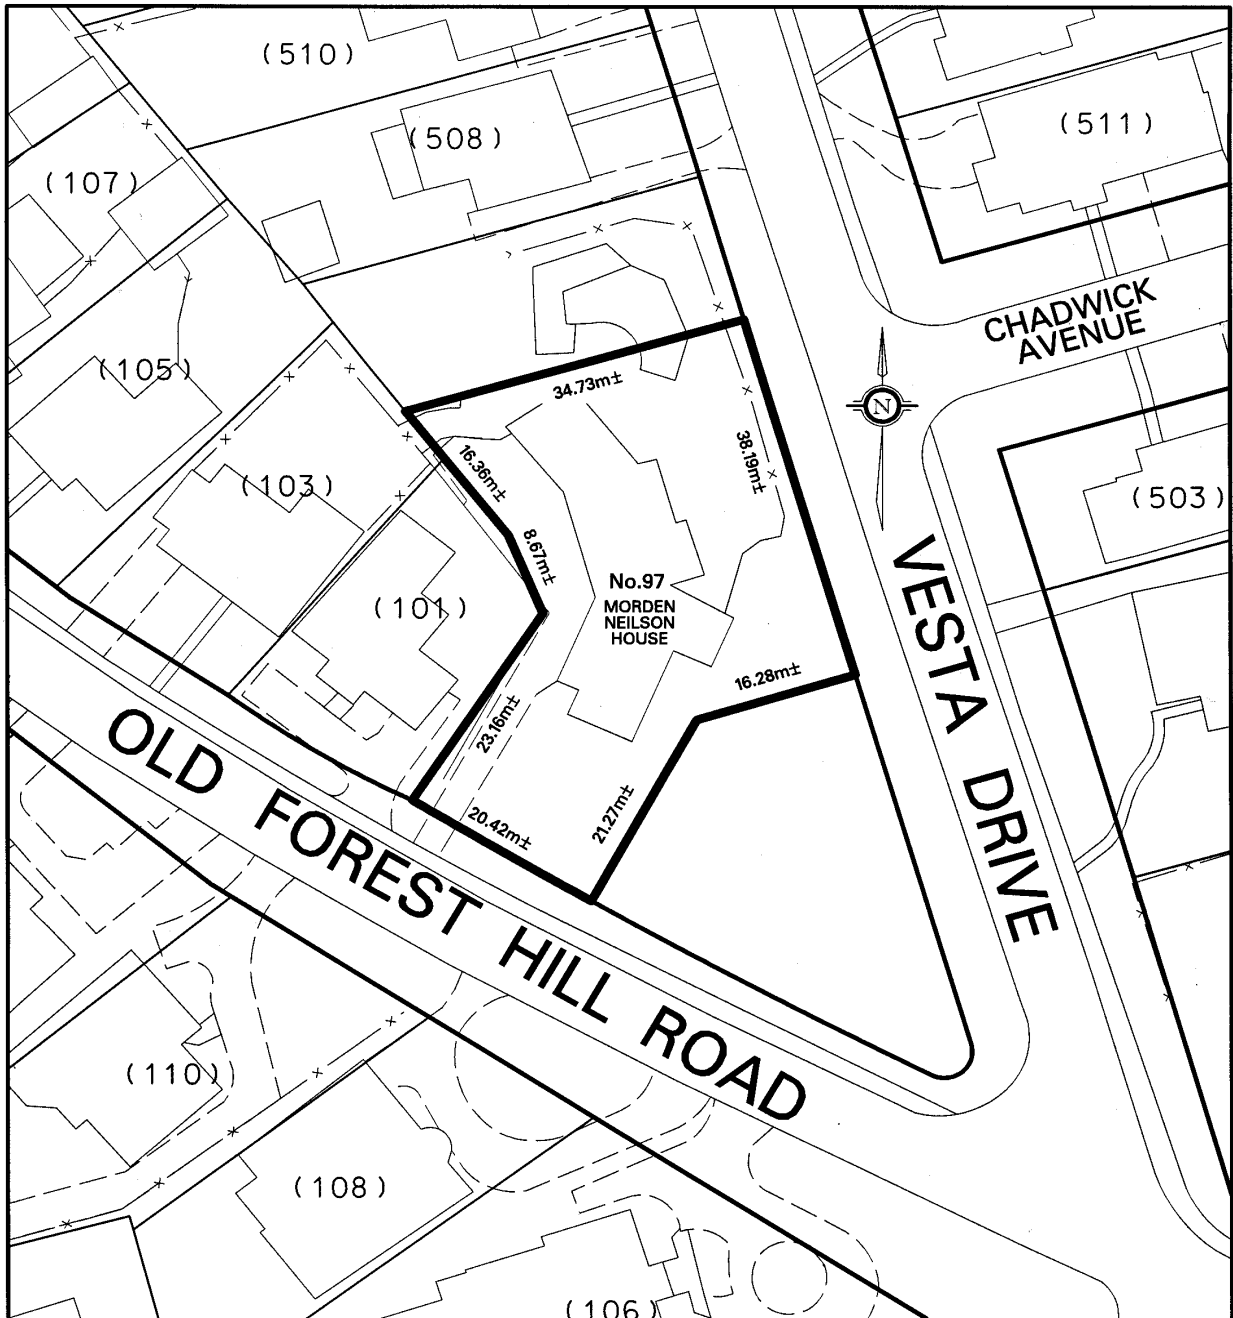 (510)
(508)
(511)
(107)
CHADWICK
AVENUE
(105)
34.73m±
N
38.19m±
16.36m±
(103)
(503)
8.67m±
No.97
MORDEN
NEILSON
HOUSE
(101)
VESTA DRIVE
16.28m±
23.16m±
21.27m±
20.42m±
OLD FOREST HILL ROAD
(110)
(108)
(106)